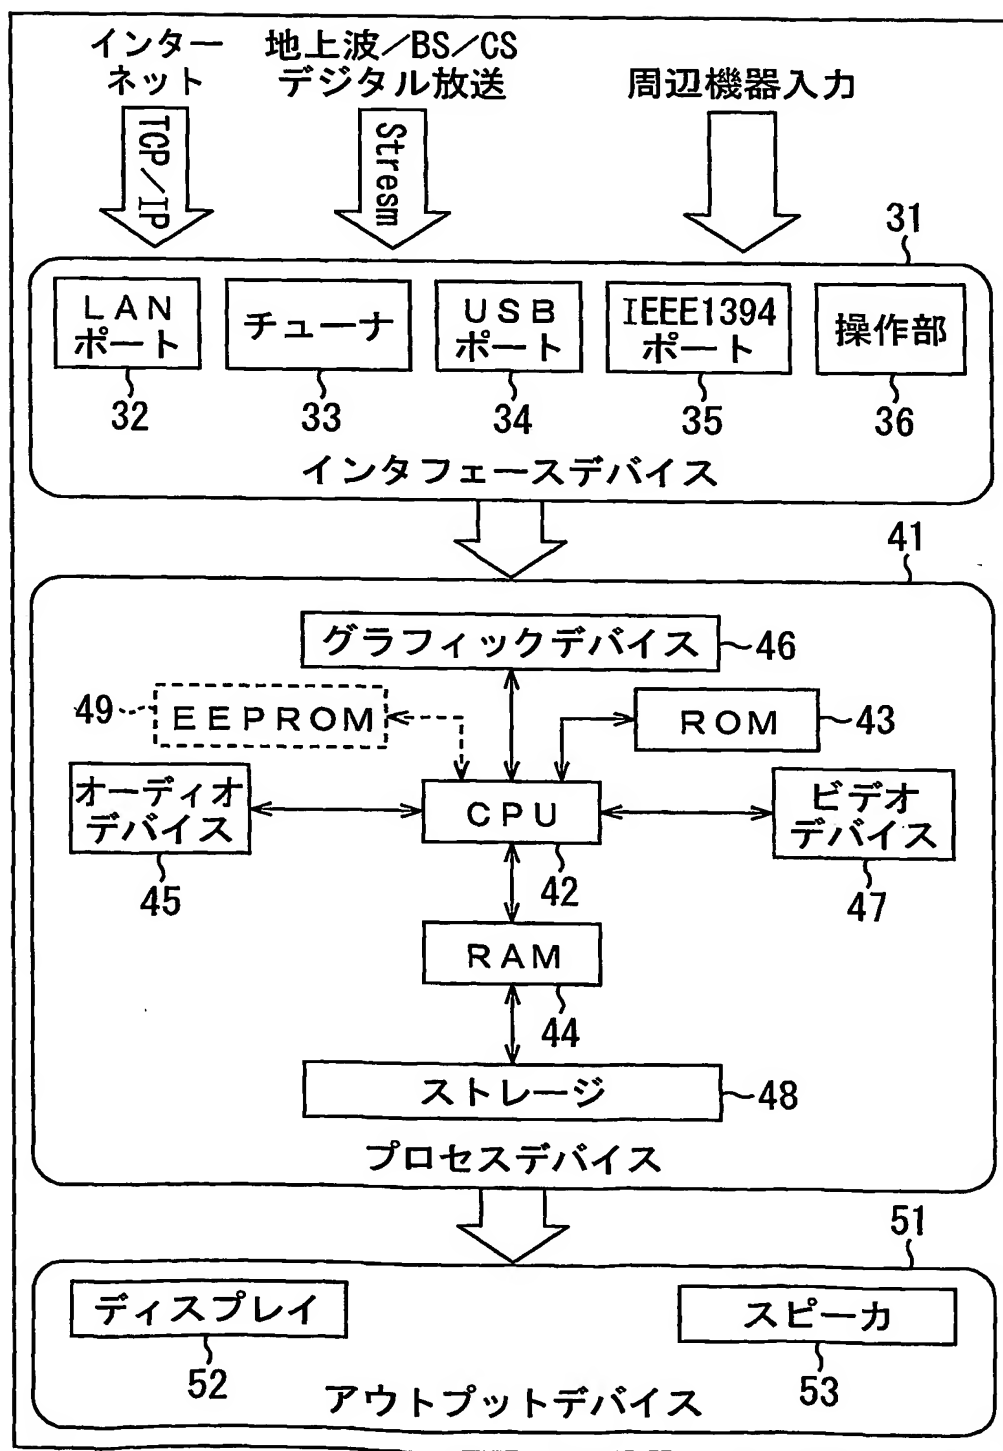 インター
ネット
地上波／BS／CS
デジタル放送
周辺機器入力
TCP／IP
Stresm
31
LAN
ポート
チューナ
USB
ポート
IEEE1394
ポート
操作部
32
33
34
35
36
インタフェースデバイス
41
グラフィックデバイス
46
49
EEPROM
ROM
43
オーディオ
デバイス
CPU
ビデオ
デバイス
45
42
47
RAM
44
ストレージ
48
プロセスデバイス
51
ディスプレイ
スピーカ
52
53
アウトプットデバイス